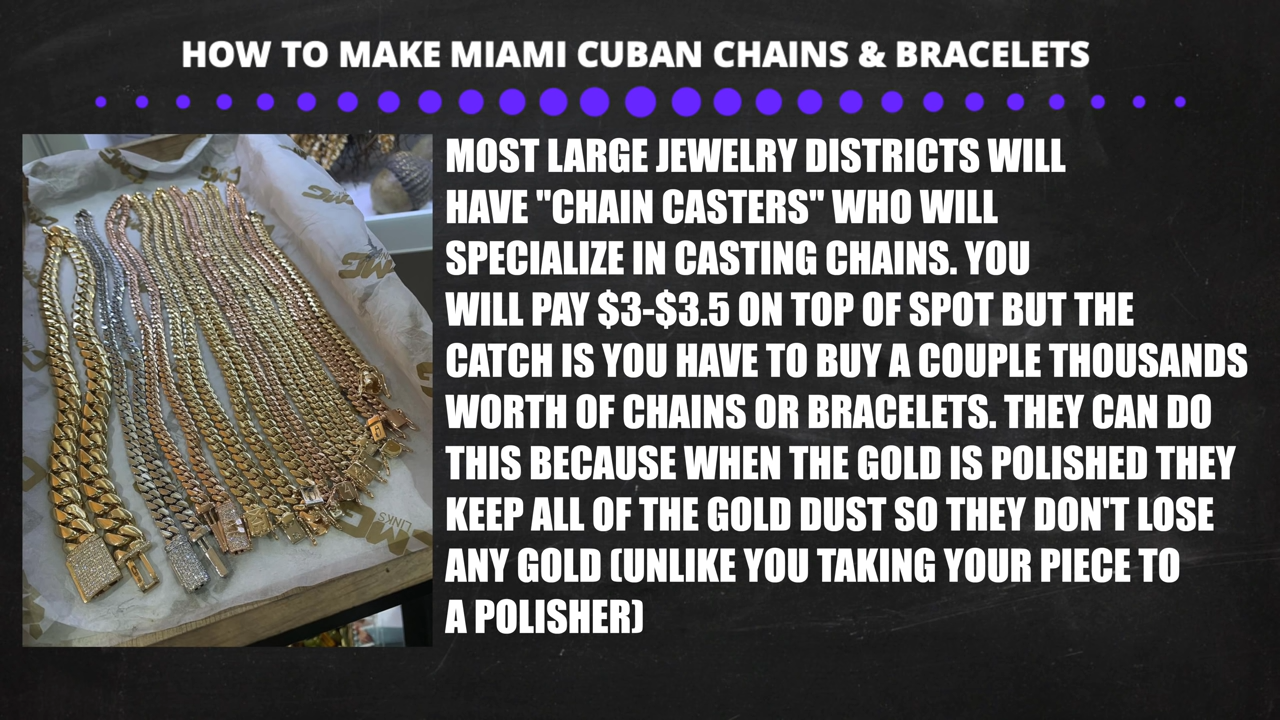 HOW TO MAKE MIAMI CUBAN CHAINS & BRACELETS
MOST LARGE JEWELRY DISTRICTS WILL
HAVE "CHAIN CASTERS" WHO WILL
SPECIALIZE IN CASTING CHAINS. YOU
WILL PAY $3-$3.5 ON TOP OF SPOT BUT THE
CATCH IS YOU HAVE TO BUY A COUPLE THOUSANDS
WORTH OF CHAINS OR BRACELETS. THEY CAN DO
THIS BECAUSE WHEN THE GOLD IS POLISHED THEY
KEEP ALL OF THE GOLD DUST SO THEY DON'T LOSE
ANY GOLD (UNLIKE YOU TAKING YOUR PIECE TO
A POLISHER)
LINKS